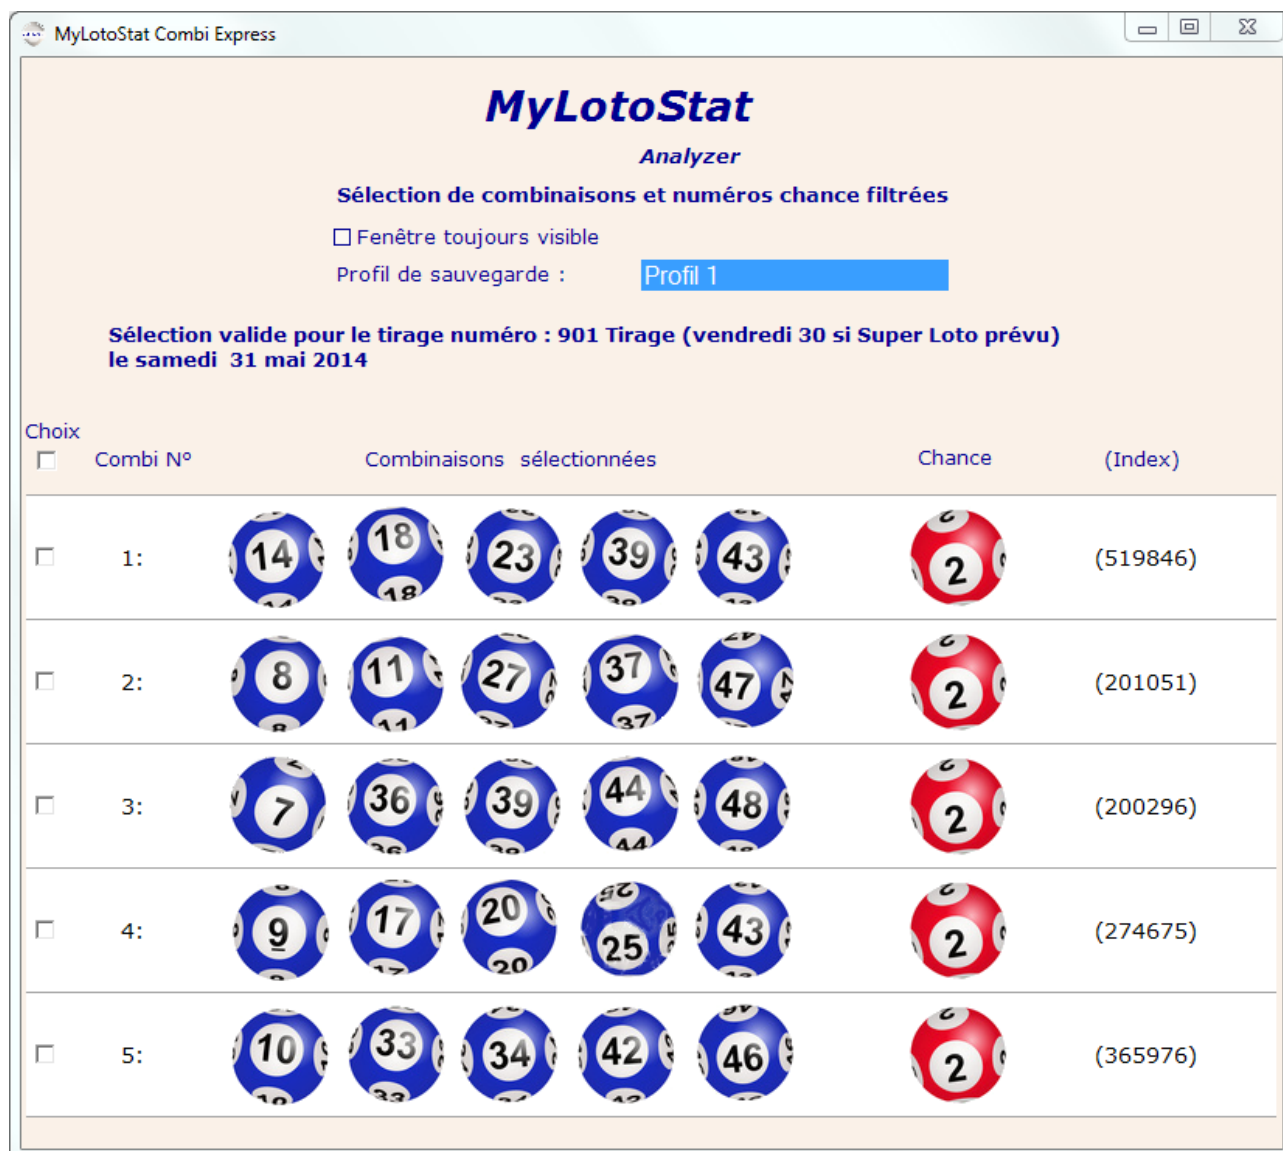 MyLotoStat Combi Express
MyLotoStat
Analyzer
Sélection de combinaisons et numéros chance filtrées
Fenêtre toujours visible
Profil de sauvegarde : Profil 1
Sélection valide pour le tirage numéro : 901 Tirage (vendredi 30 si Super Loto prévu)
le samedi 31 mai 2014
Choix
Combi N° Combinaisons sélectionnées Chance (Index)
1: 14 18 23 39 43 2 (519846)
2: 8 11 27 37 47 2 (201051)
3: 7 36 39 44 48 2 (200296)
4: 9 17 20 25 43 2 (274675)
5: 10 33 34 42 46 2 (365976)